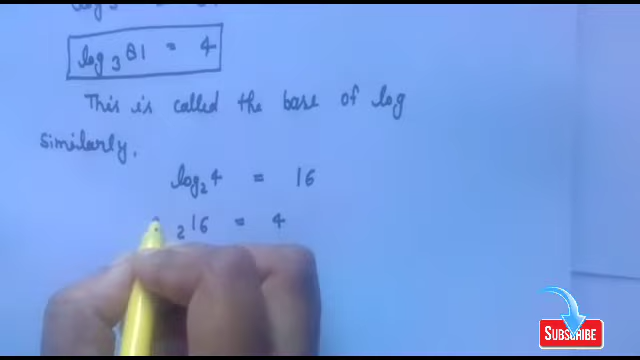 log₃81 = 4
This is called the base of log
Similarly,
log₂4 = 16
₂16 = 4
SUBSCRIBE